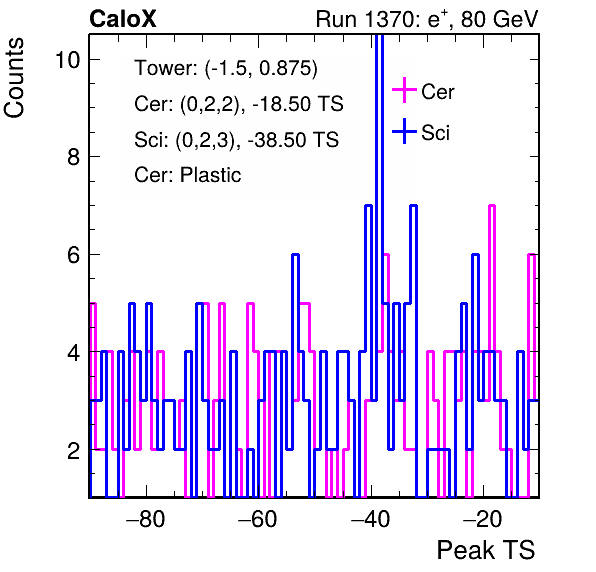 CaloX Run 1370: e⁺, 80 GeV
Counts
Tower: (-1.5, 0.875)
Cer: (0,2,2), -18.50 TS
Sci: (0,2,3), -38.50 TS
Cer: Plastic
Cer
Sci
10
8
6
4
2
−80 −60 −40 −20
Peak TS